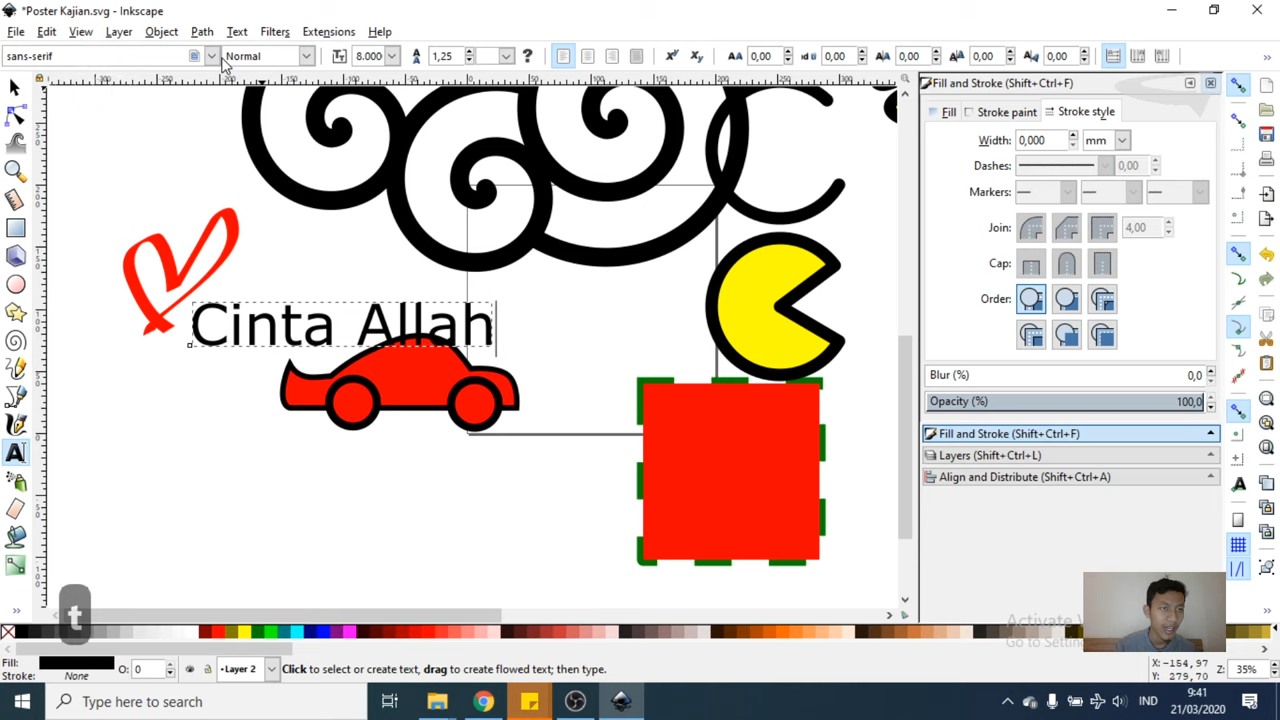 *Poster Kajian.svg - Inkscape
File Edit View Layer Object Path Text Filters Extensions Help
sans-serif Normal 8.000 1,25 0,00 0,00 0,00 0,00 0,00
Fill and Stroke (Shift+Ctrl+F)
Fill Stroke paint Stroke style
Width: 0,000 mm
Dashes: 0,00
Markers:
Join: 4,00
Cap:
Order:
Blur (%) 0,0
Opacity (%) 100,0
Fill and Stroke (Shift+Ctrl+F)
Layers (Shift+Ctrl+L)
Align and Distribute (Shift+Ctrl+A)
Cinta Allah
t
Go to Setti
Fill:
Stroke: None
O: 0
Layer 2
Click to select or create text, drag to create flowed text; then type.
X: -154,97
Y: 279,70
Z: 35%
Type here to search
IND
9:41
21/03/2020